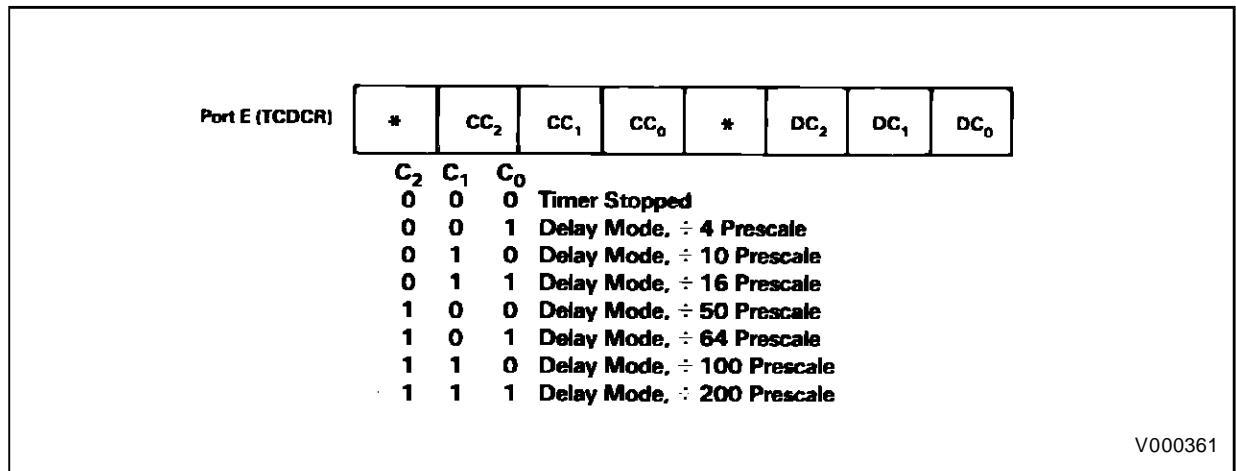 Port E (TCDCR) * CC₂ CC₁ CC₀ * DC₂ DC₁ DC₀
C₂ C₁ C₀
0 0 0 Timer Stopped
0 0 1 Delay Mode, ÷ 4 Prescale
0 1 0 Delay Mode, ÷ 10 Prescale
0 1 1 Delay Mode, ÷ 16 Prescale
1 0 0 Delay Mode, ÷ 50 Prescale
1 0 1 Delay Mode, ÷ 64 Prescale
1 1 0 Delay Mode, ÷ 100 Prescale
1 1 1 Delay Mode, ÷ 200 Prescale
V000361